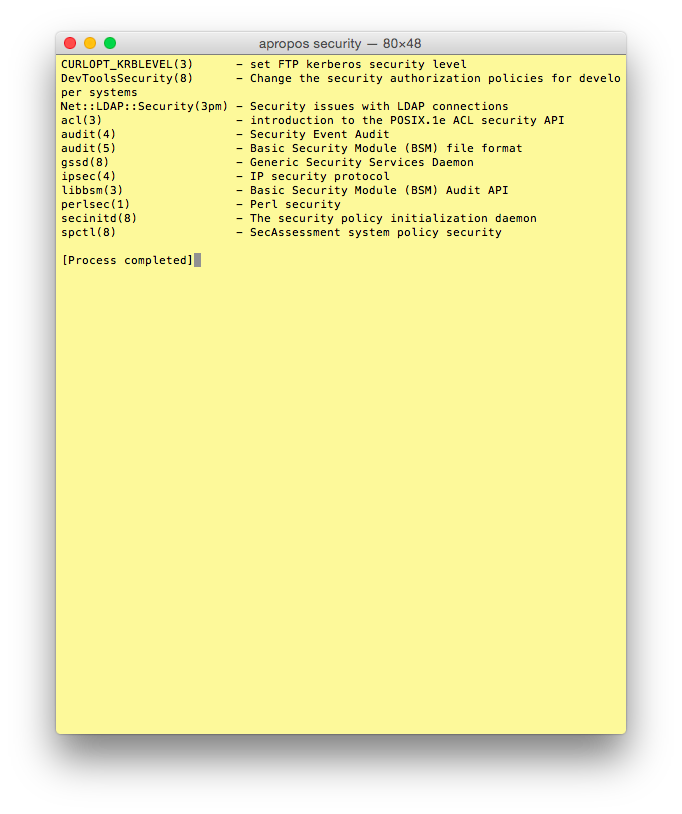 apropos security — 80×48
CURLOPT_KRBLEVEL(3)      – set FTP kerberos security level
DevToolsSecurity(8)      – Change the security authorization policies for develo
per systems
Net::LDAP::Security(3pm) – Security issues with LDAP connections
acl(3)                   – introduction to the POSIX.1e ACL security API
audit(4)                 – Security Event Audit
audit(5)                 – Basic Security Module (BSM) file format
gssd(8)                  – Generic Security Services Daemon
ipsec(4)                 – IP security protocol
libbsm(3)                – Basic Security Module (BSM) Audit API
perlsec(1)               – Perl security
secinitd(8)              – The security policy initialization daemon
spctl(8)                 – SecAssessment system policy security
[Process completed]